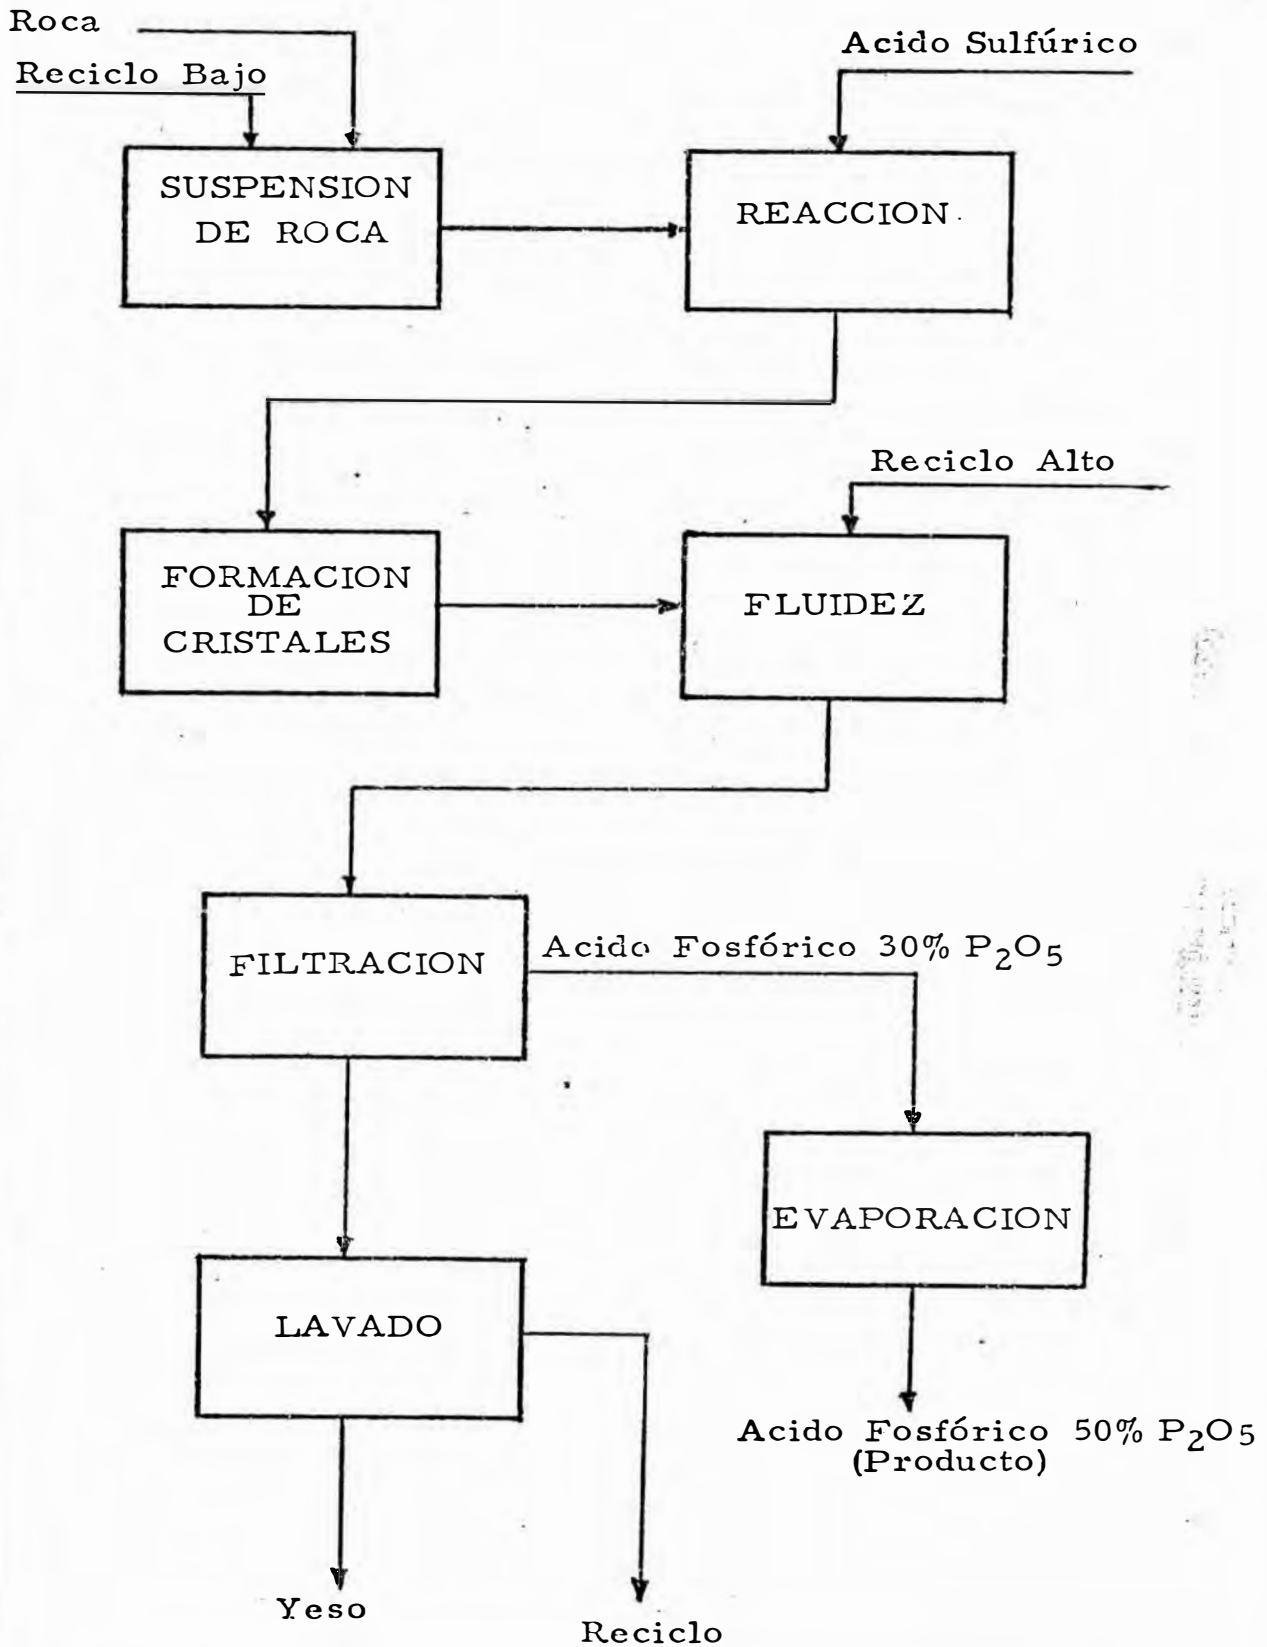 Roca
Acido Sulfúrico
Reciclo Bajo
SUSPENSION
DE ROCA
REACCION
Reciclo Alto
FORMACION
DE
CRISTALES
FLUIDEZ
FILTRACION
Acido Fosfórico 30% P₂O₅
EVAPORACION
LAVADO
Acido Fosfórico 50% P₂O₅
(Producto)
Yeso
Reciclo